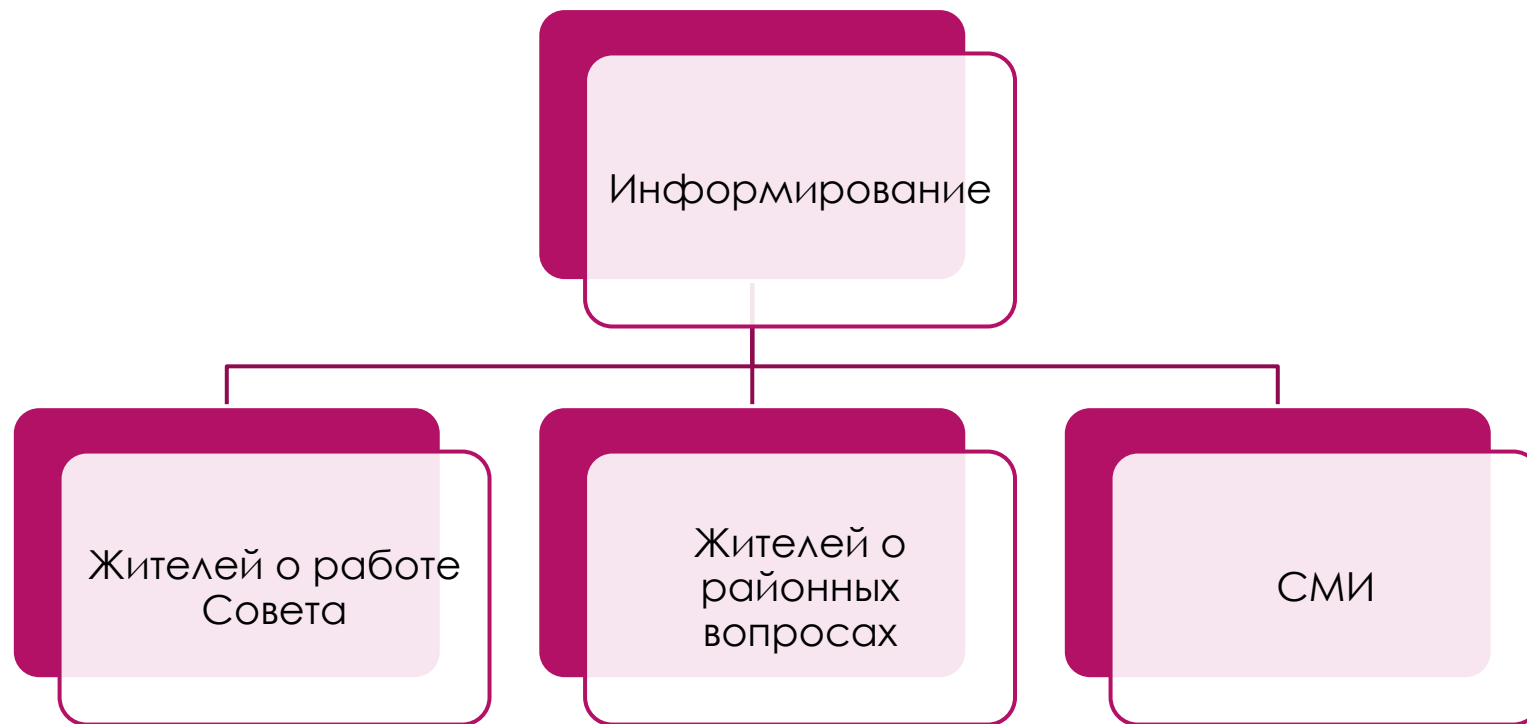 Информирование
Жителей о работе
Совета
Жителей о
районных
вопросах
СМИ